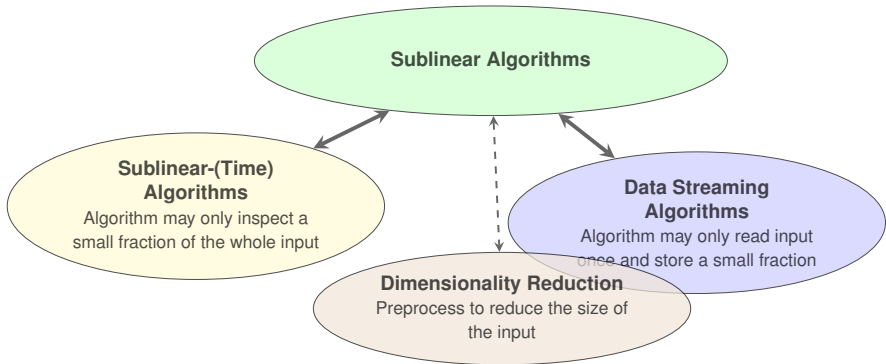 Sublinear Algorithms
Sublinear-(Time)
Algorithms
Algorithm may only inspect a
small fraction of the whole input
Data Streaming
Algorithms
Algorithm may only read input
once and store a small fraction
Dimensionality Reduction
Preprocess to reduce the size of
the input